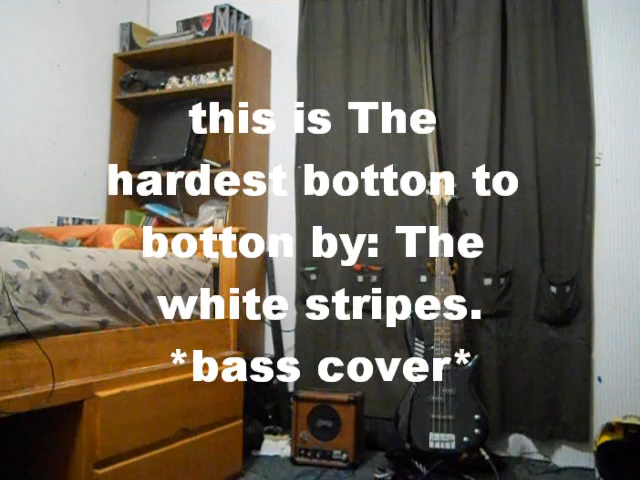 this is The
hardest botton to
botton by: The
white stripes.
*bass cover*